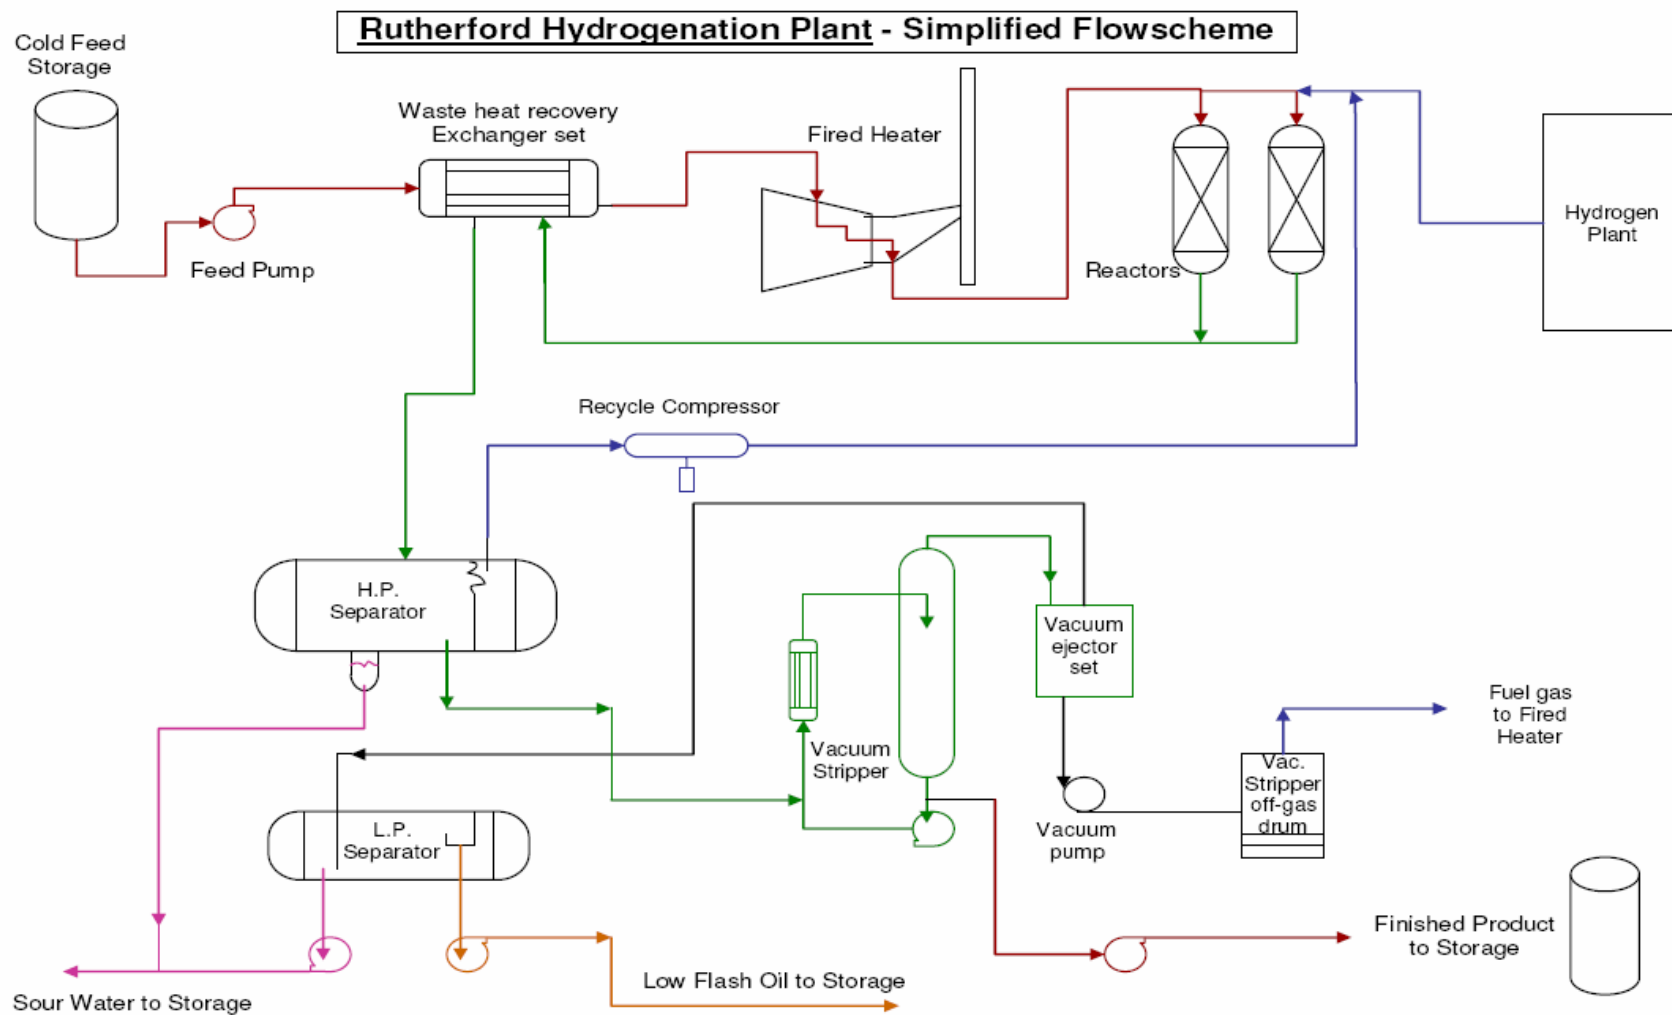 Rutherford Hydrogenation Plant - Simplified Flowscheme
Cold Feed
Storage
Waste heat recovery
Exchanger set
Fired Heater
Hydrogen
Plant
Feed Pump
Reactors
Recycle Compressor
H.P.
Separator
Vacuum
ejector
set
Fuel gas
to Fired
Heater
Vacuum
Stripper
Vac.
Stripper
off-gas
drum
L.P.
Separator
Vacuum
pump
Finished Product
to Storage
Low Flash Oil to Storage
Sour Water to Storage